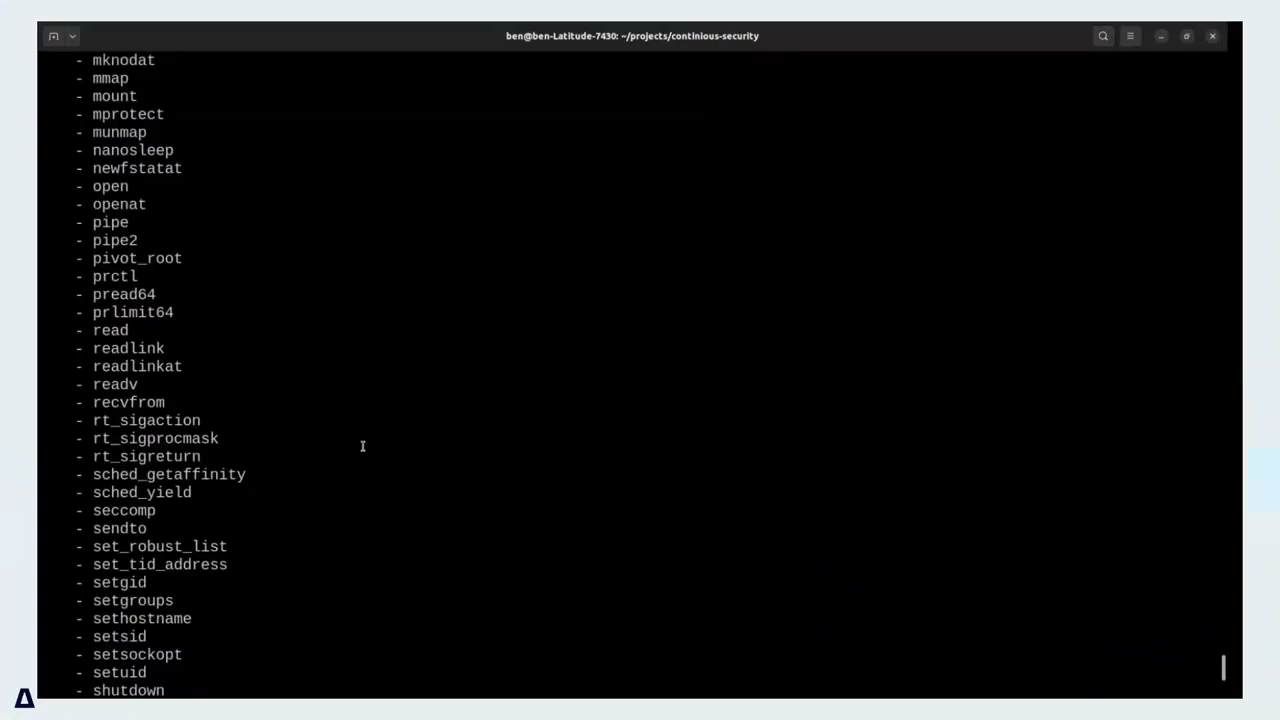 ben@ben-Latitude-7430: ~/projects/continious-security
- mknodat
- mmap
- mount
- mprotect
- munmap
- nanosleep
- newfstatat
- open
- openat
- pipe
- pipe2
- pivot_root
- prctl
- pread64
- prlimit64
- read
- readlink
- readlinkat
- readv
- recvfrom
- rt_sigaction
- rt_sigprocmask
- rt_sigreturn
- sched_getaffinity
- sched_yield
- seccomp
- sendto
- set_robust_list
- set_tid_address
- setgid
- setgroups
- sethostname
- setsid
- setsockopt
- setuid
- shutdown